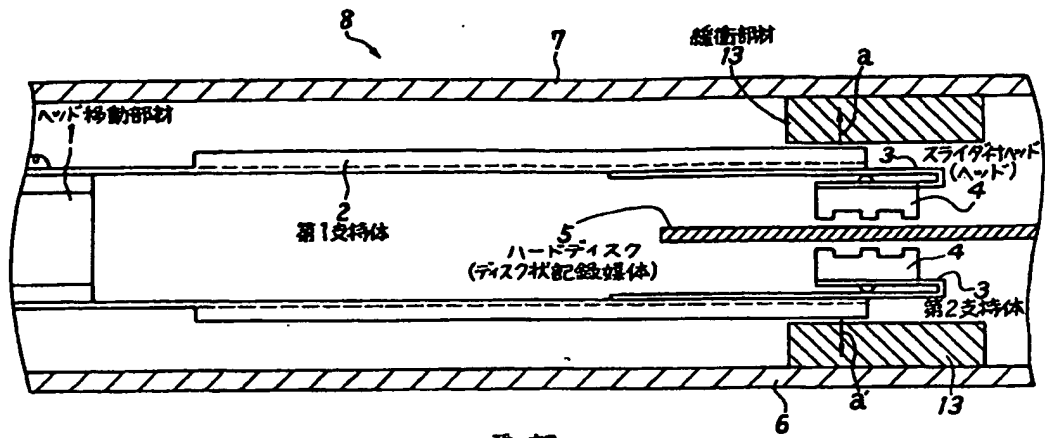 8
7
緩衝部材
13
a
ヘッド移動部材
1
2
第1支持体
3
スライダ付ヘッド
(ヘッド)
4
5
ハードディスク
(ディスク状記録媒体)
4
3
第2支持体
a'
6
13